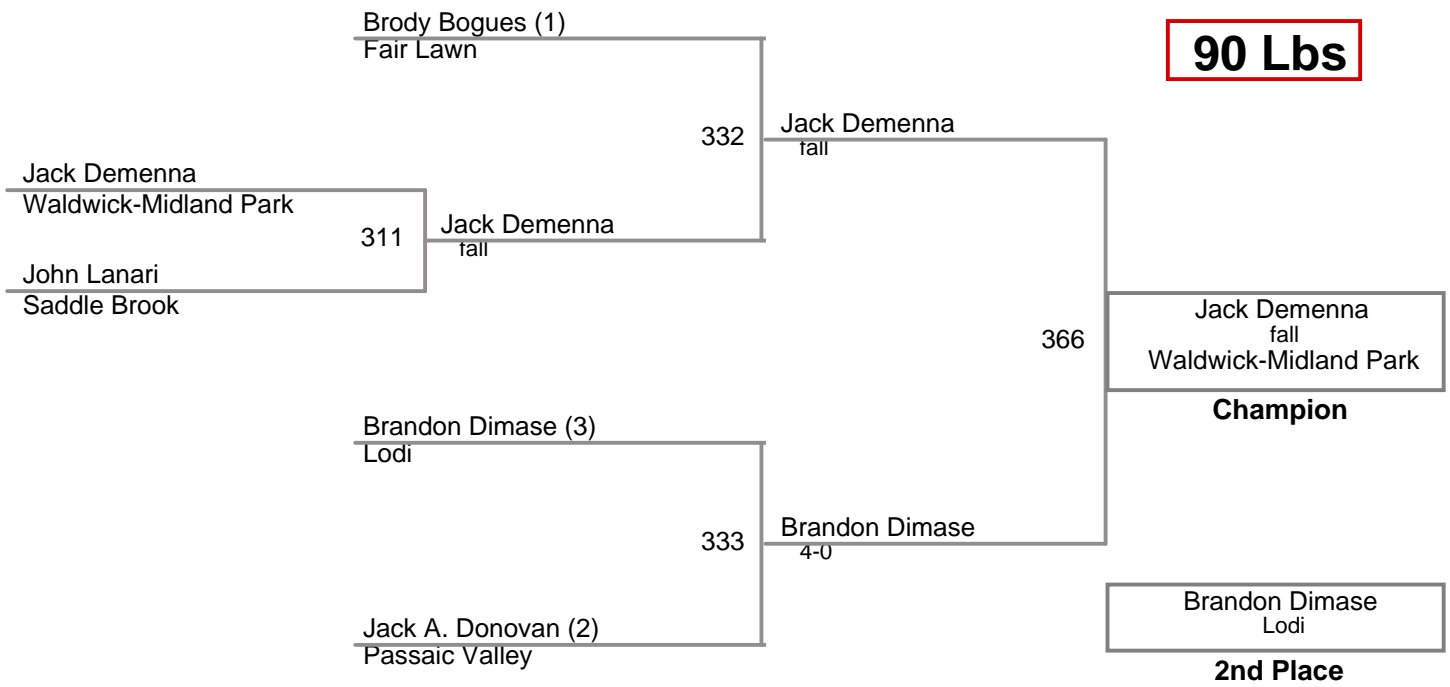 Brody Bogues (1)
Fair Lawn
90 Lbs
332
Jack Demenna
fall
Jack Demenna
Waldwick-Midland Park
311
Jack Demenna
fall
John Lanari
Saddle Brook
366
Jack Demenna
fall
Waldwick-Midland Park
Champion
Brandon Dimase (3)
Lodi
333
Brandon Dimase
4-0
Jack A. Donovan (2)
Passaic Valley
Brandon Dimase
Lodi
2nd Place